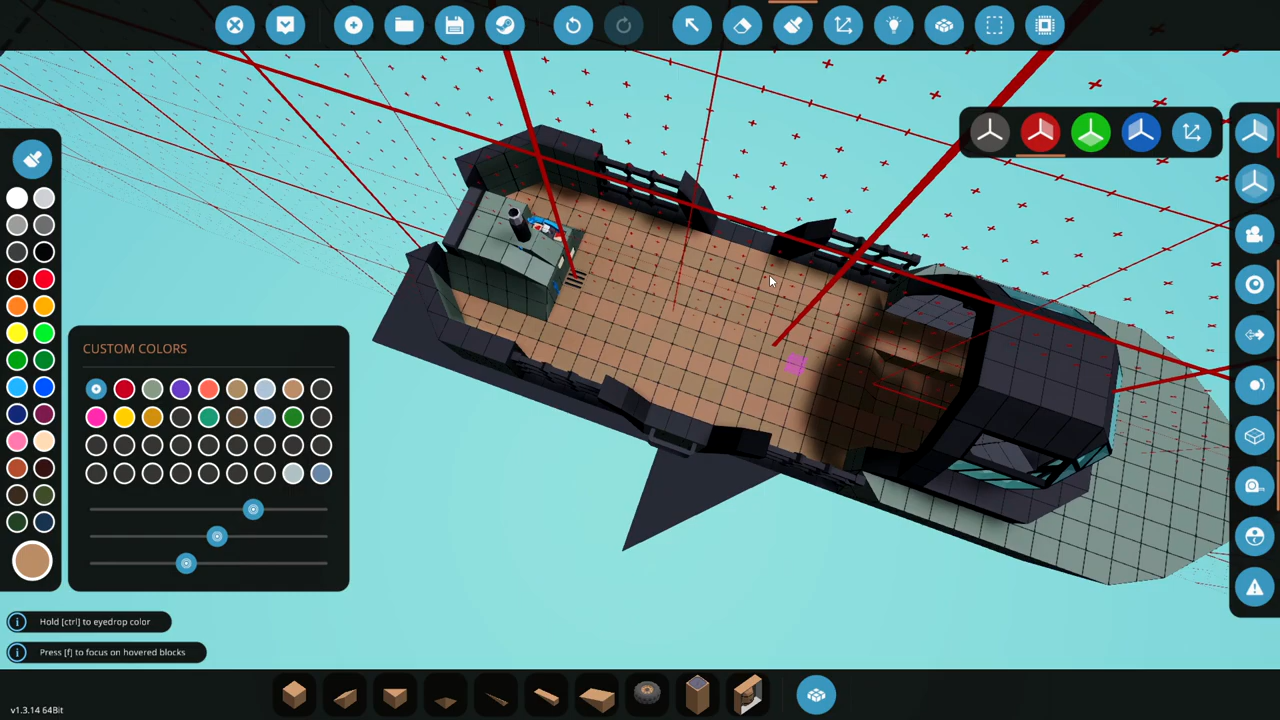 CUSTOM COLORS
Hold [ctrl] to eyedrop color
Press [f] to focus on hovered blocks
v1.3.14 64Bit